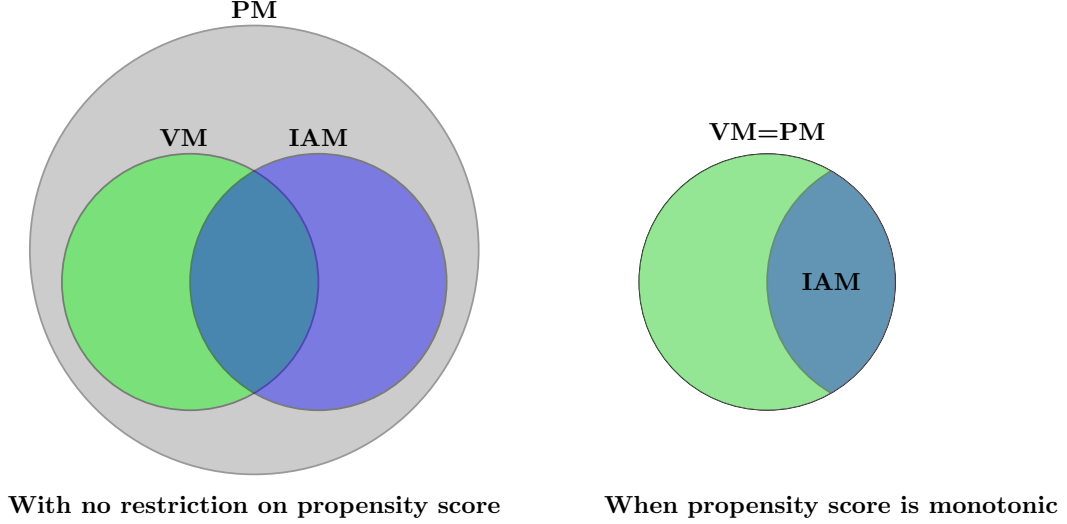 PM
VM
IAM
With no restriction on propensity score
VM=PM
IAM
When propensity score is monotonic